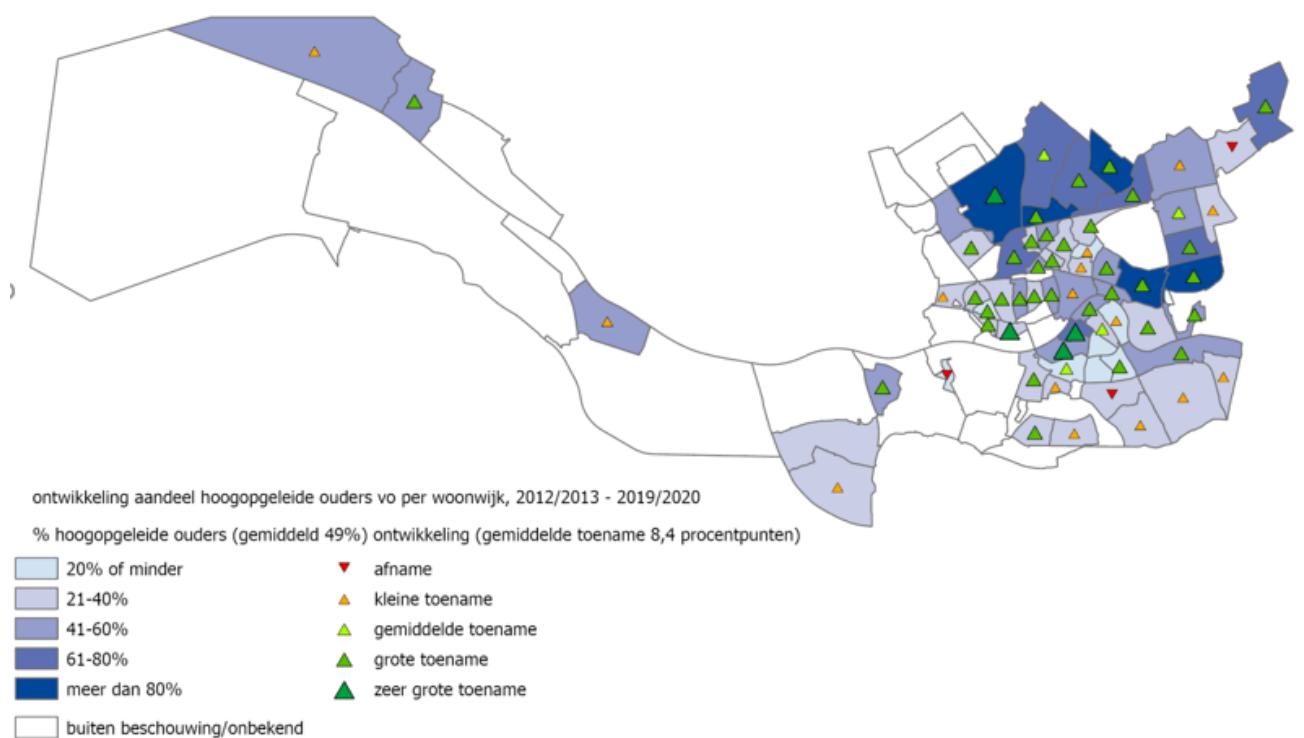 ontwikkeling aandeel hoogopgeleide ouders vo per woonwijk, 2012/2013 - 2019/2020
% hoogopgeleide ouders (gemiddeld 49%) ontwikkeling (gemiddelde toename 8,4 procentpunten)
20% of minder afname
21-40% kleine toename
41-60% gemiddelde toename
61-80% grote toename
meer dan 80% zeer grote toename
buiten beschouwing/onbekend